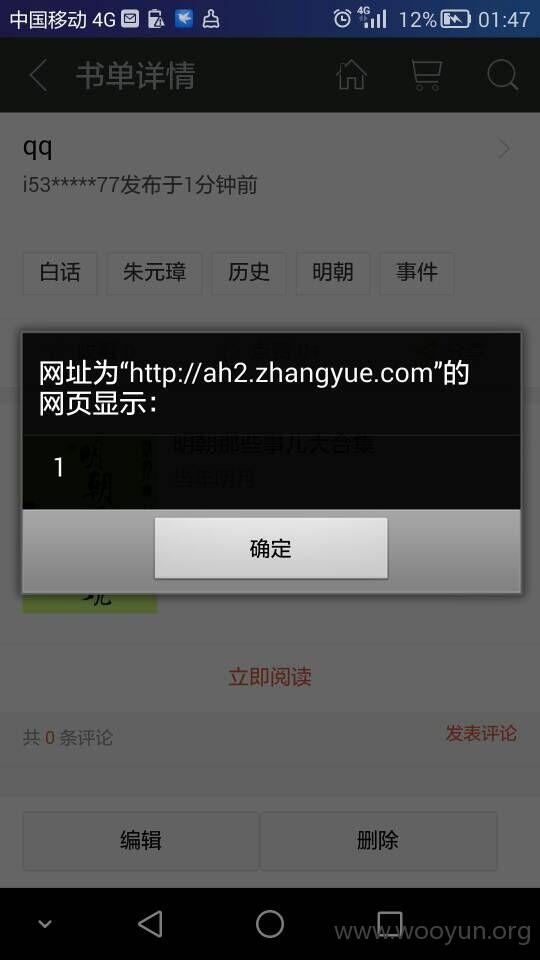 中国移动 4G
4G 12% 01:47
书单详情
qq
i53*****77发布于1分钟前
白话 朱元璋 历史 明朝 事件
网址为“http://ah2.zhangyue.com”的
网页显示：
1
明朝那些事儿大合集
当年明月
确定
立即阅读
共 0 条评论
发表评论
编辑 删除
www.wooyun.org